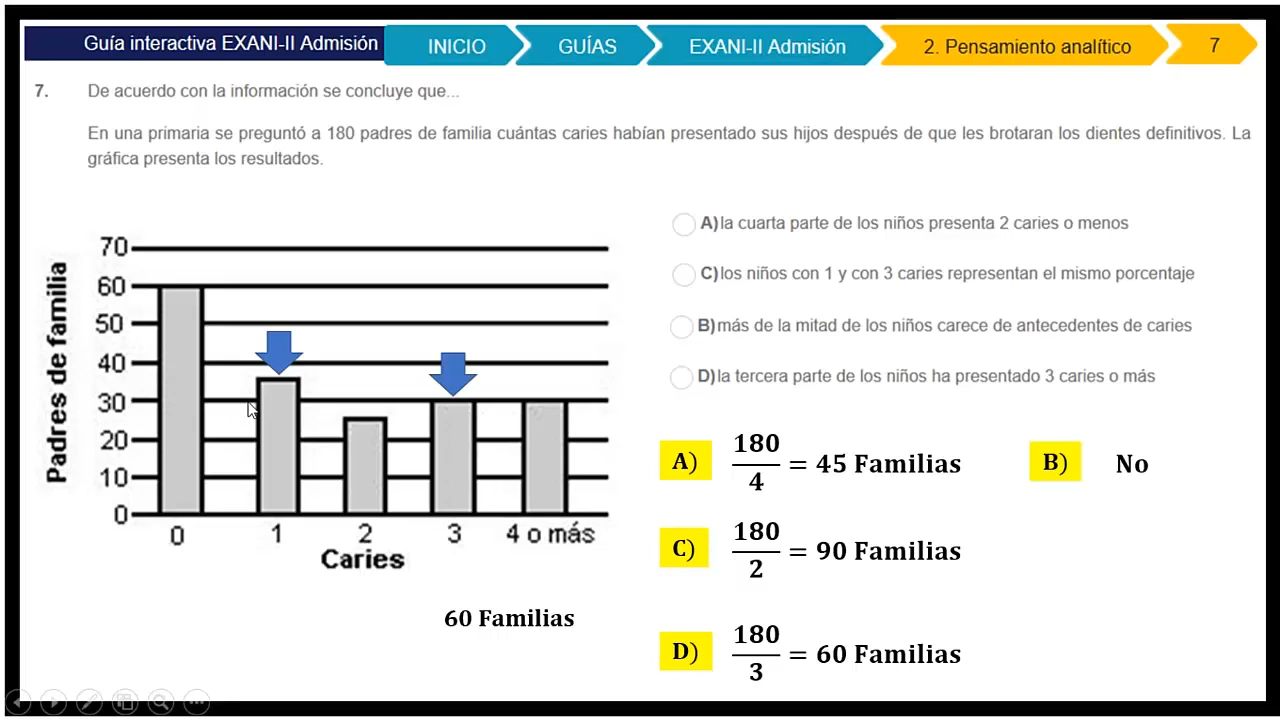 Guía interactiva EXANI-II Admisión
INICIO
GUÍAS
EXANI-II Admisión
2. Pensamiento analítico
7
7. De acuerdo con la información se concluye que...
En una primaria se preguntó a 180 padres de familia cuántas caries habían presentado sus hijos después de que les brotaran los dientes definitivos. La
gráfica presenta los resultados.
Padres de familia
70
60
50
40
30
20
10
0
0 1 2 3 4 o más
Caries
A) la cuarta parte de los niños presenta 2 caries o menos
C) los niños con 1 y con 3 caries representan el mismo porcentaje
B) más de la mitad de los niños carece de antecedentes de caries
D) la tercera parte de los niños ha presentado 3 caries o más
A) 180/4 = 45 Familias
B) No
C) 180/2 = 90 Familias
60 Familias
D) 180/3 = 60 Familias